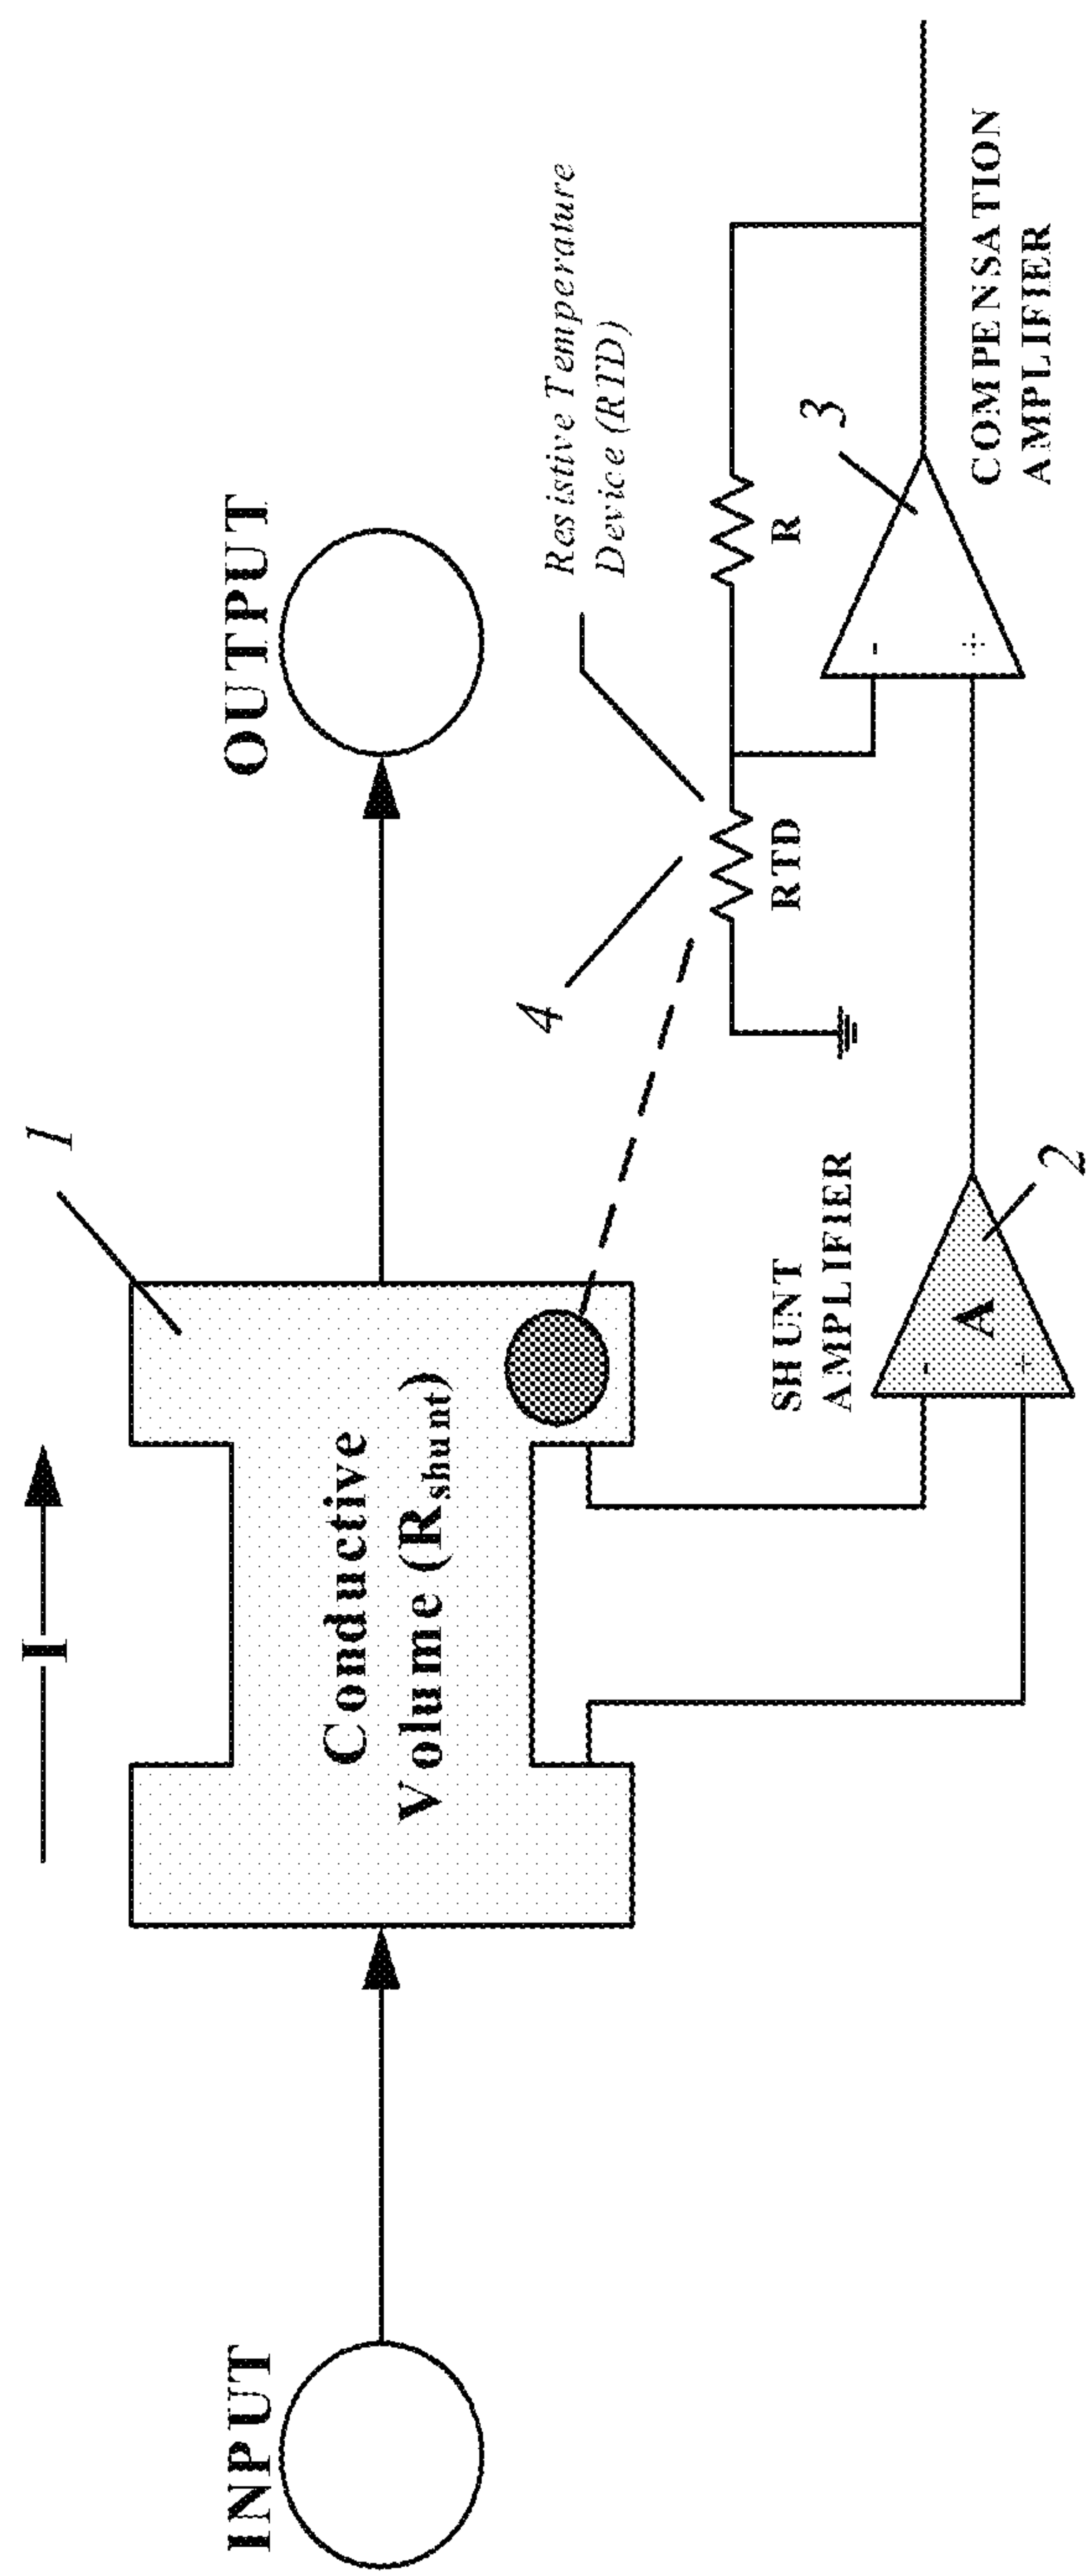 I
1
INPUT
Conductive
Volume (Rshunt)
OUTPUT
Resistive Temperature
Device (RTD)
4
RTD
R
SHUNT
AMPLIFIER
-
+
A
2
-
+
3
COMPENSATION
AMPLIFIER